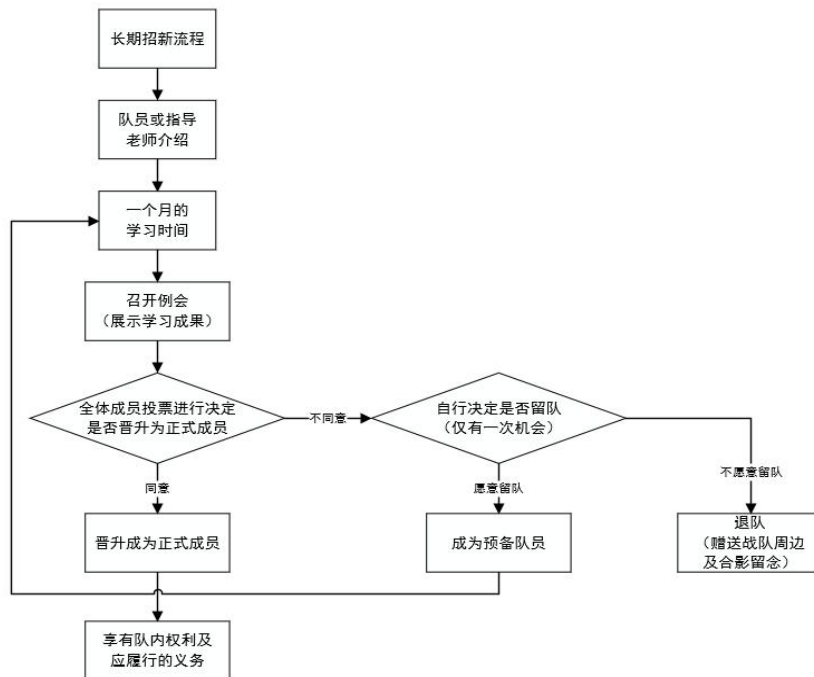 长期招新流程
队员或指导
老师介绍
一个月的
学习时间
召开例会
（展示学习成果）
全体成员投票进行决定
是否晋升为正式成员
不同意
自行决定是否留队
（仅有一次机会）
不愿意留队
同意
愿意留队
晋升成为正式成员
成为预备队员
退队
（赠送战队周边
及合影留念）
享有队内权利及
应履行的义务